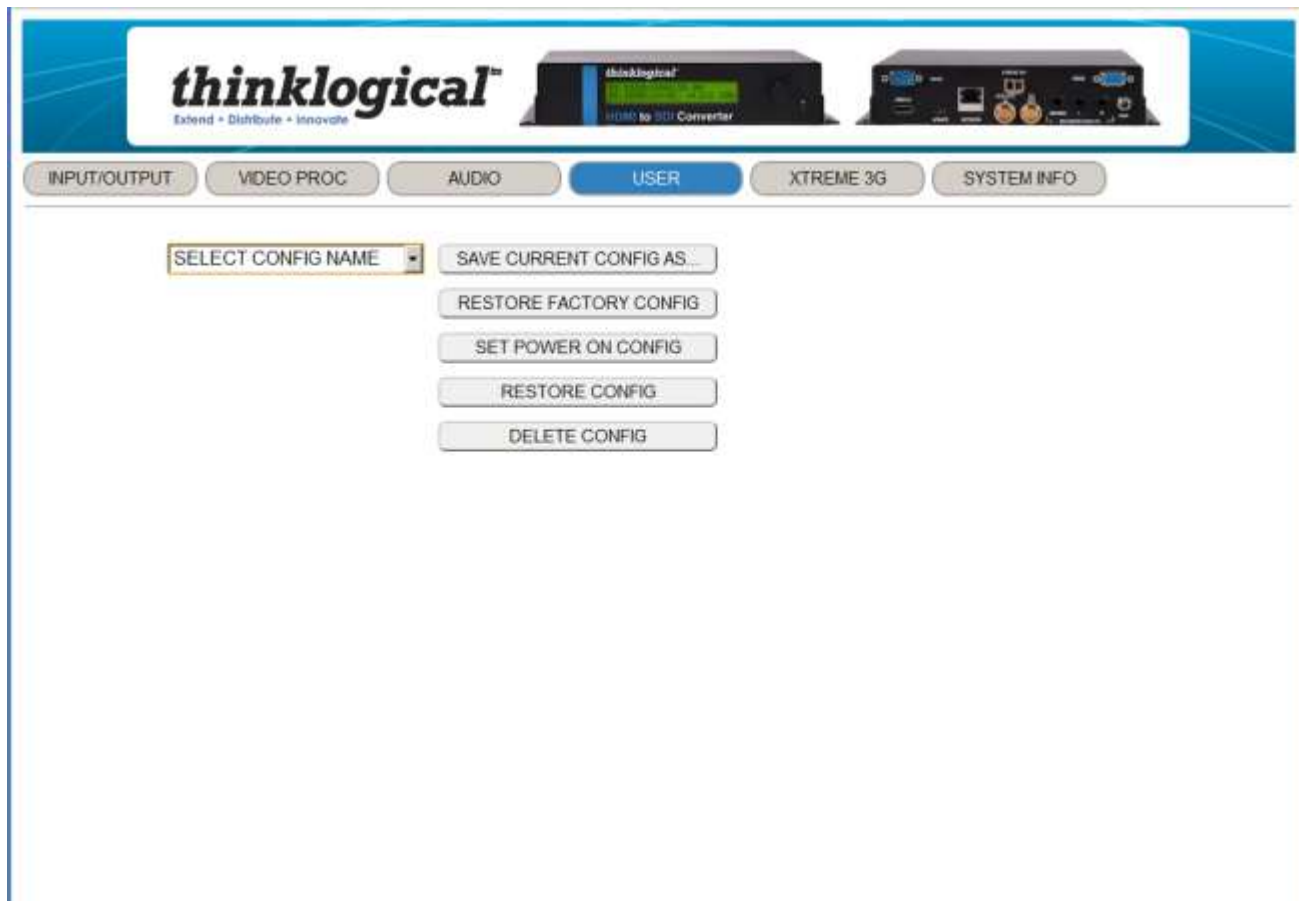 thinklogical™
Extend • Distribute • Innovate
thinklogical
HDMI to SDI Converter
INPUT/OUTPUT
VIDEO PROC
AUDIO
USER
XTREME 3G
SYSTEM INFO
SELECT CONFIG NAME
SAVE CURRENT CONFIG AS...
RESTORE FACTORY CONFIG
SET POWER ON CONFIG
RESTORE CONFIG
DELETE CONFIG